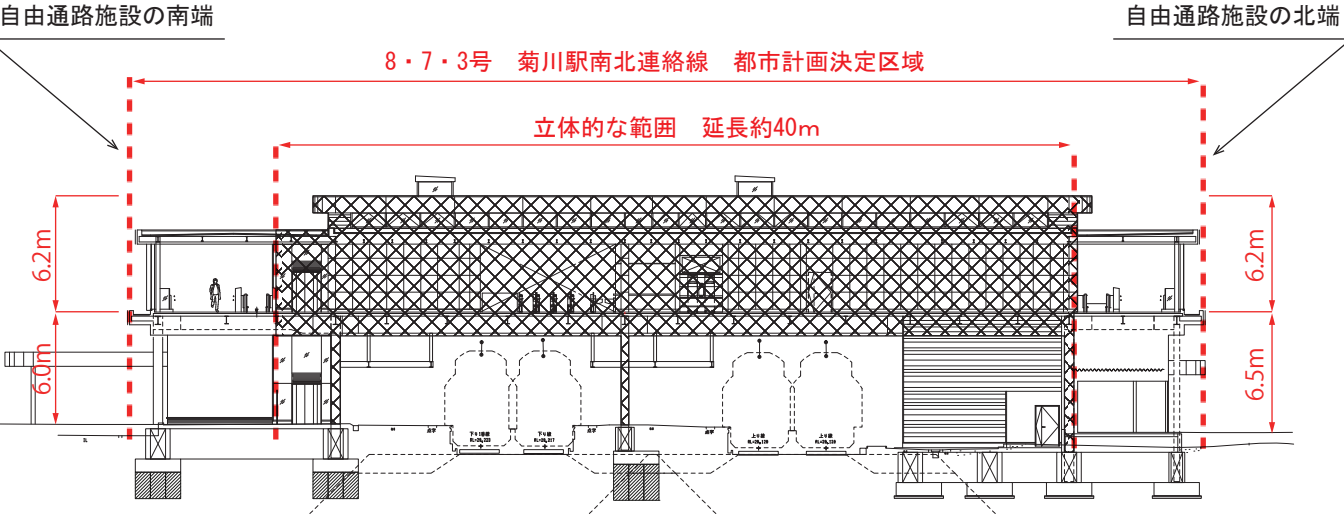 自由通路施設の南端
自由通路施設の北端
8・7・3号　菊川駅南北連絡線　都市計画決定区域
立体的な範囲　延長約40m
6.2m
6.2m
6.0m
6.5m